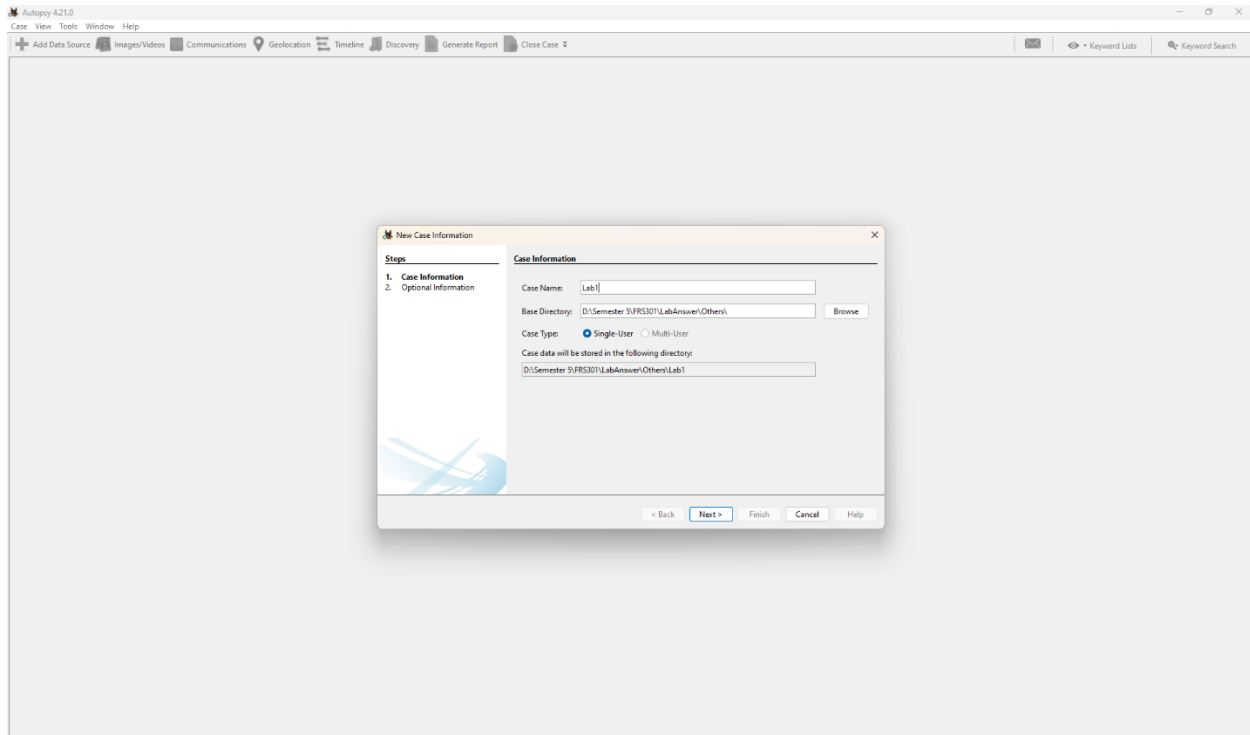 Autopsy 4.21.0
Case View Tools Window Help
Add Data Source Images/Videos Communications Geolocation Timeline Discovery Generate Report Close Case Keyword Lists Keyword Search
New Case Information
Steps
1. Case Information
2. Optional Information
Case Information
Case Name: Lab1
Base Directory: D:\Semester 5\FRS301\LabAnswer\Others\ Browse
Case Type: Single-User Multi-User
Case data will be stored in the following directory:
D:\Semester 5\FRS301\LabAnswer\Others\Lab1
< Back Next > Finish Cancel Help